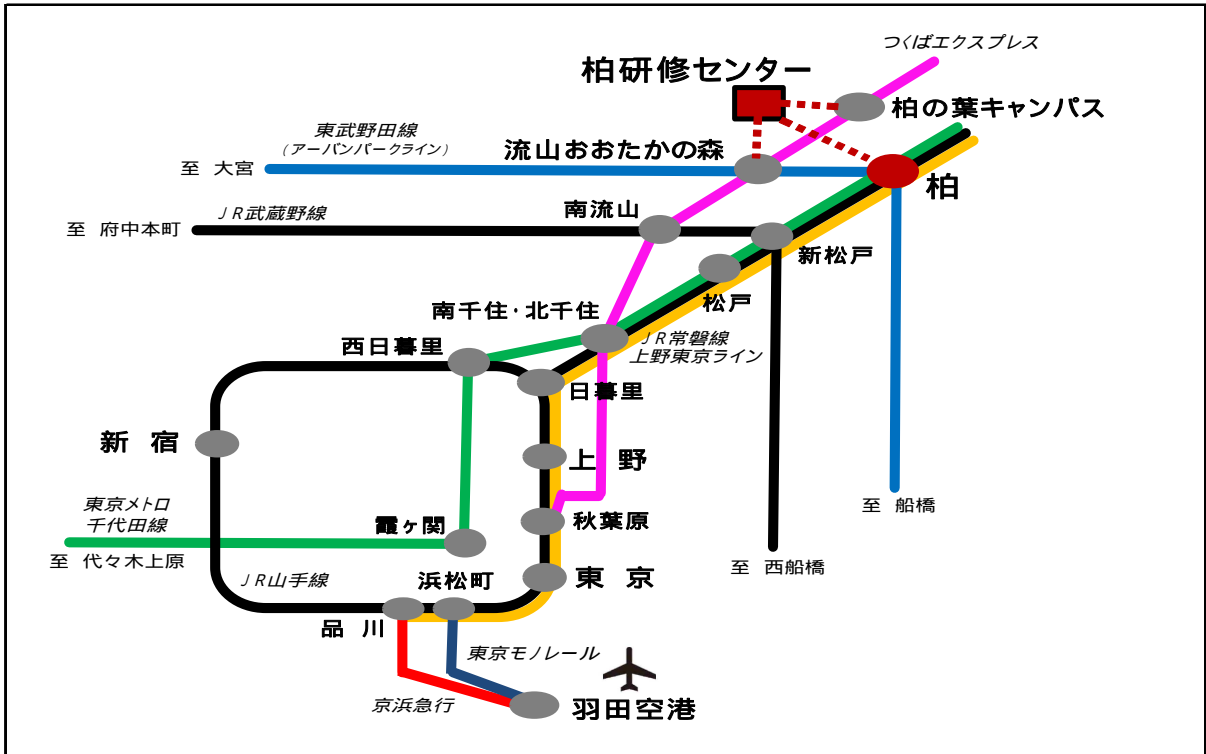 つくばエクスプレス
柏研修センター
柏の葉キャンパス
東武野田線
(アーバンパークライン)
流山おおたかの森
至 大宮
柏
南流山
JR武蔵野線
至 府中本町
新松戸
松戸
南千住・北千住
JR常磐線
上野東京ライン
西日暮里
日暮里
新 宿
上 野
至 船橋
東京メトロ
千代田線
霞ヶ関
秋葉原
至 代々木上原
至 西船橋
JR山手線
浜松町
東 京
品 川
東京モノレール
京浜急行
羽田空港